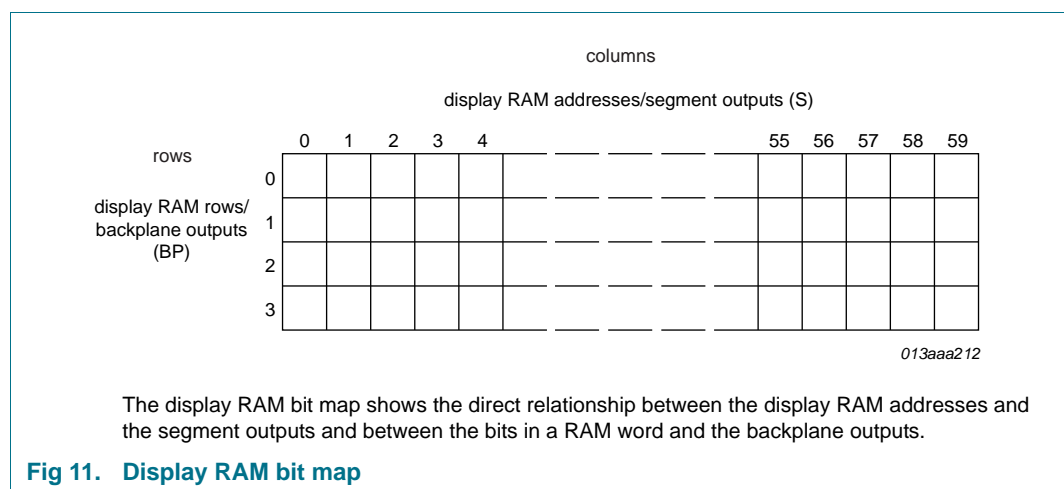 columns
display RAM addresses/segment outputs (S)
0 1 2 3 4 55 56 57 58 59
rows
0
display RAM rows/
backplane outputs
(BP)
1
2
3
013aaa212
The display RAM bit map shows the direct relationship between the display RAM addresses and
the segment outputs and between the bits in a RAM word and the backplane outputs.
Fig 11. Display RAM bit map